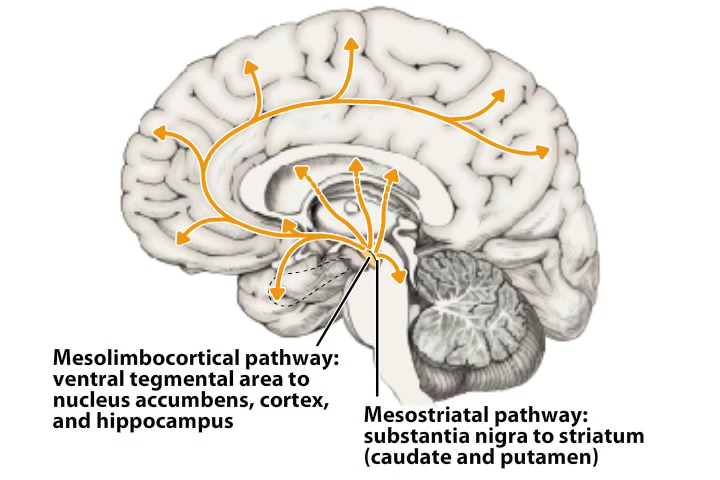 Mesolimbocortical pathway:
ventral tegmental area to
nucleus accumbens, cortex,
and hippocampus
Mesostriatal pathway:
substantia nigra to striatum
(caudate and putamen)